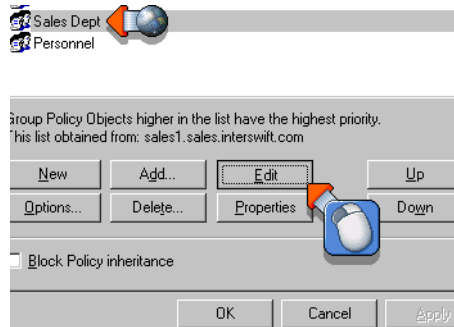 Sales Dept
Personnel
Group Policy Objects higher in the list have the highest priority.
This list obtained from: sales1.sales.interswift.com
New Add... Edit Up
Options... Delete... Properties Down
Block Policy inheritance
OK Cancel Apply